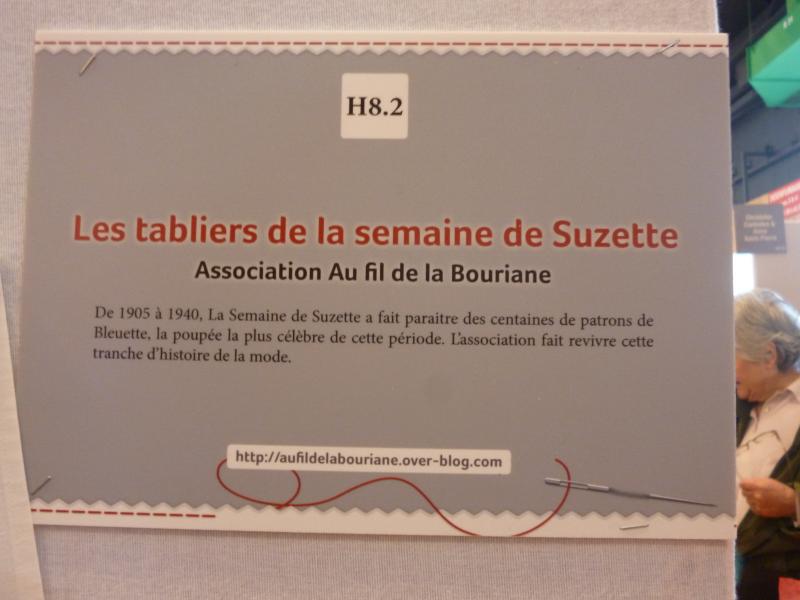 H8.2
Les tabliers de la semaine de Suzette
Association Au fil de la Bouriane
De 1905 à 1940, La Semaine de Suzette a fait paraitre des centaines de patrons de
Bleuette, la poupée la plus célèbre de cette période. L'association fait revivre cette
tranche d'histoire de la mode.
http://aufildelabouriane.over-blog.com